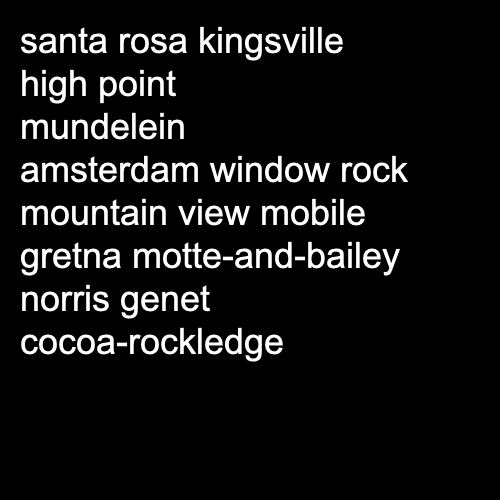 santa rosa kingsville
high point
mundelein
amsterdam window rock
mountain view mobile
gretna motte-and-bailey
norris genet
cocoa-rockledge